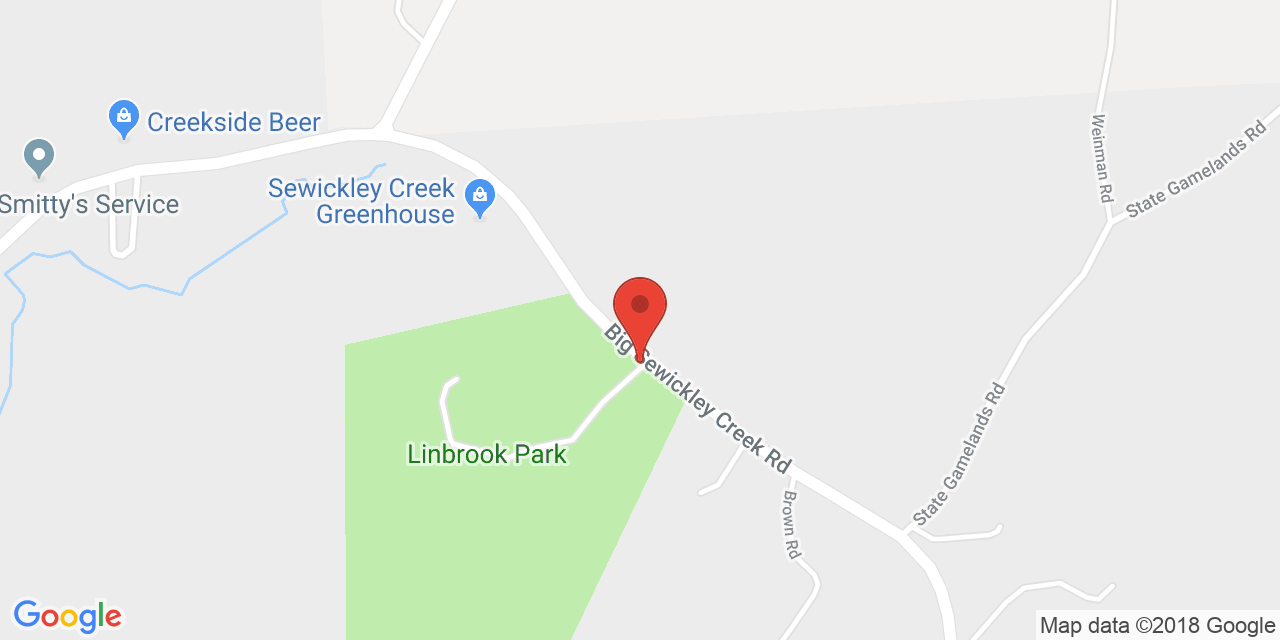 Creekside Beer
Smitty's Service
Sewickley Creek
Greenhouse
Weinman Rd
State Gamelands Rd
Big Sewickley Creek Rd
Linbrook Park
State Gamelands Rd
Brown Rd
Google
Map data ©2018 Google